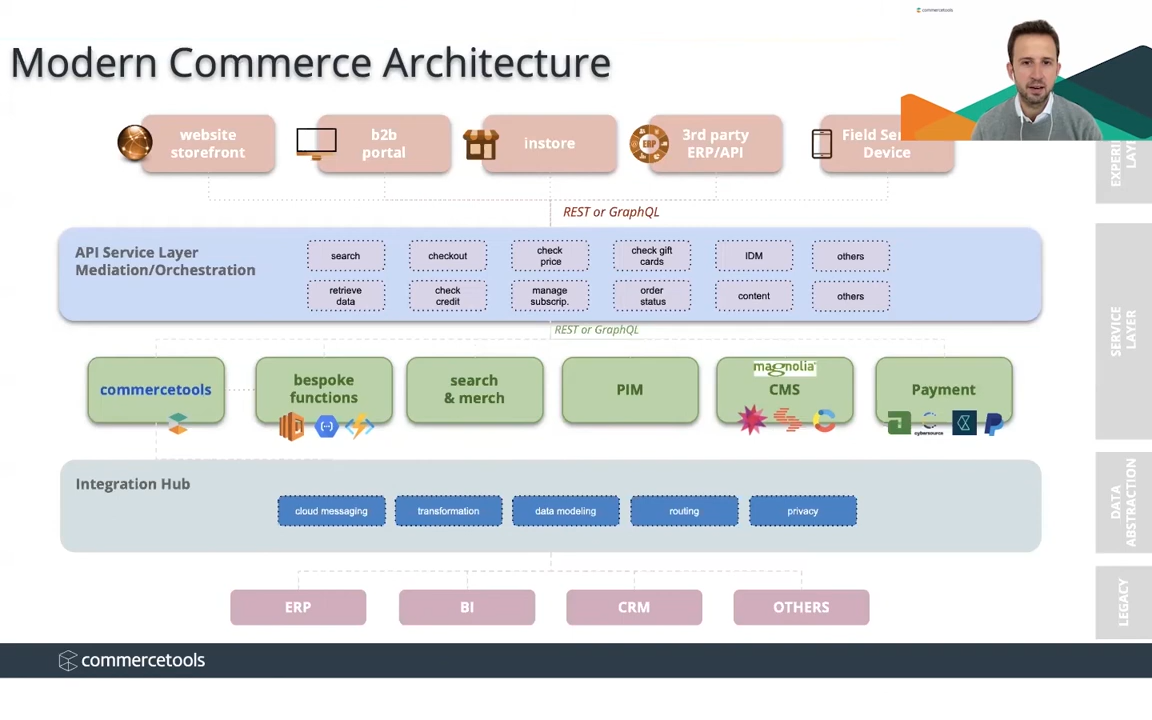 commercetools
Modern Commerce Architecture
website
storefront
b2b
portal
instore
ERP
3rd party
ERP/API
Field Ser
Device
REST or GraphQL
API Service Layer
Mediation/Orchestration
search
checkout
check
price
check gift
cards
IDM
others
retrieve
data
check
credit
manage
subscrip.
order
status
content
others
SERVICE
LAYER
REST or GraphQL
commercetools
bespoke
functions
search
& merch
PIM
magnolia
CMS
Payment
cybersource
Integration Hub
cloud messaging
transformation
data modeling
routing
privacy
DATA
ABSTRACTION
ERP
BI
CRM
OTHERS
LEGACY
commercetools